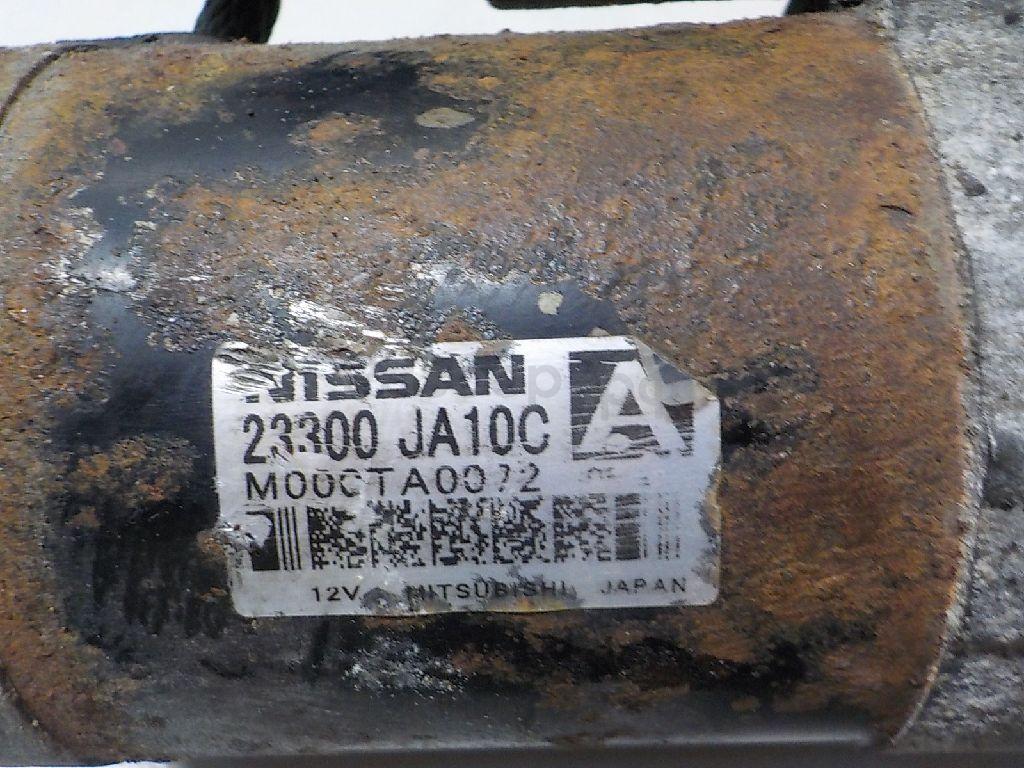 NISSAN
A
23300 JA10C
M000TA0072
12V MITSUBISHI JAPAN